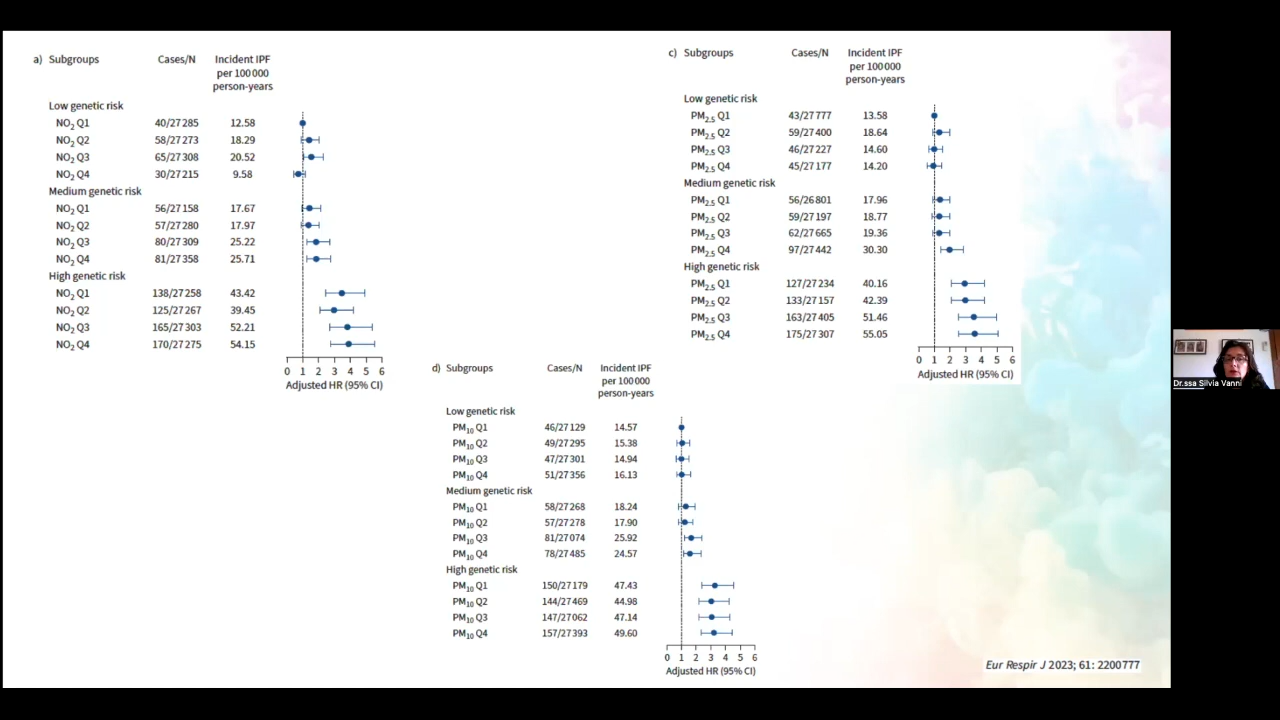 a) Subgroups Cases/N Incident IPF
per 100 000
person-years
Low genetic risk
NO2 Q1 40/27 285 12.58
NO2 Q2 58/27 273 18.29
NO2 Q3 65/27 308 20.52
NO2 Q4 30/27 215 9.58
Medium genetic risk
NO2 Q1 56/27 158 17.67
NO2 Q2 57/27 280 17.97
NO2 Q3 80/27 309 25.22
NO2 Q4 81/27 358 25.71
High genetic risk
NO2 Q1 138/27 258 43.42
NO2 Q2 125/27 267 39.45
NO2 Q3 165/27 303 52.21
NO2 Q4 170/27 275 54.15
0 1 2 3 4 5 6
Adjusted HR (95% CI)
c) Subgroups Cases/N Incident IPF
per 100 000
person-years
Low genetic risk
PM2.5 Q1 43/27 777 13.58
PM2.5 Q2 59/27 400 18.64
PM2.5 Q3 46/27 227 14.60
PM2.5 Q4 45/27 177 14.20
Medium genetic risk
PM2.5 Q1 56/26 801 17.96
PM2.5 Q2 59/27 197 18.77
PM2.5 Q3 62/27 665 19.36
PM2.5 Q4 97/27 442 30.30
High genetic risk
PM2.5 Q1 127/27 234 40.16
PM2.5 Q2 133/27 157 42.39
PM2.5 Q3 163/27 405 51.46
PM2.5 Q4 175/27 307 55.05
0 1 2 3 4 5 6
Adjusted HR (95% CI)
d) Subgroups Cases/N Incident IPF
per 100 000
person-years
Low genetic risk
PM10 Q1 46/27 129 14.57
PM10 Q2 49/27 295 15.38
PM10 Q3 47/27 301 14.94
PM10 Q4 51/27 356 16.13
Medium genetic risk
PM10 Q1 58/27 268 18.24
PM10 Q2 57/27 278 17.90
PM10 Q3 81/27 074 25.92
PM10 Q4 78/27 485 24.57
High genetic risk
PM10 Q1 150/27 179 47.43
PM10 Q2 144/27 469 44.98
PM10 Q3 147/27 062 47.14
PM10 Q4 157/27 393 49.60
0 1 2 3 4 5 6
Adjusted HR (95% CI)
Eur Respir J 2023; 61: 2200777
Dr.ssa Silvia Vanni